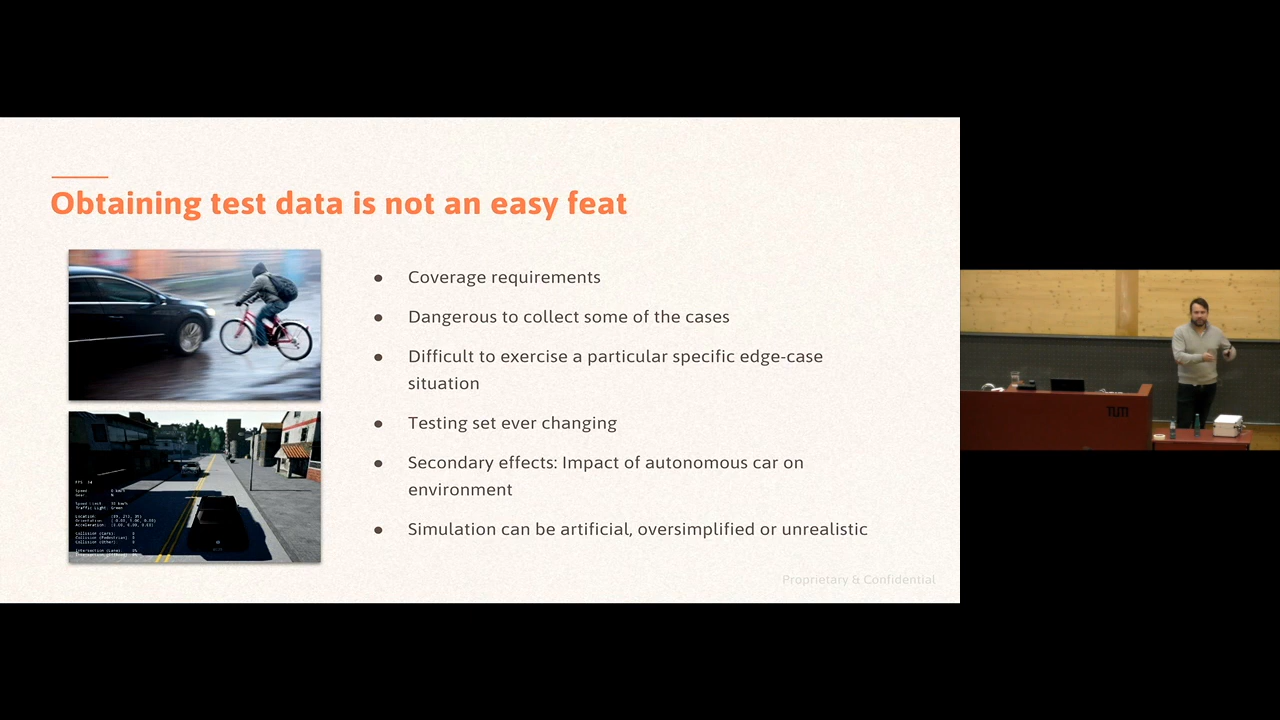 Obtaining test data is not an easy feat
● Coverage requirements
● Dangerous to collect some of the cases
● Difficult to exercise a particular specific edge-case
situation
● Testing set ever changing
● Secondary effects: Impact of autonomous car on
environment
● Simulation can be artificial, oversimplified or unrealistic
Proprietary & Confidential
TUM